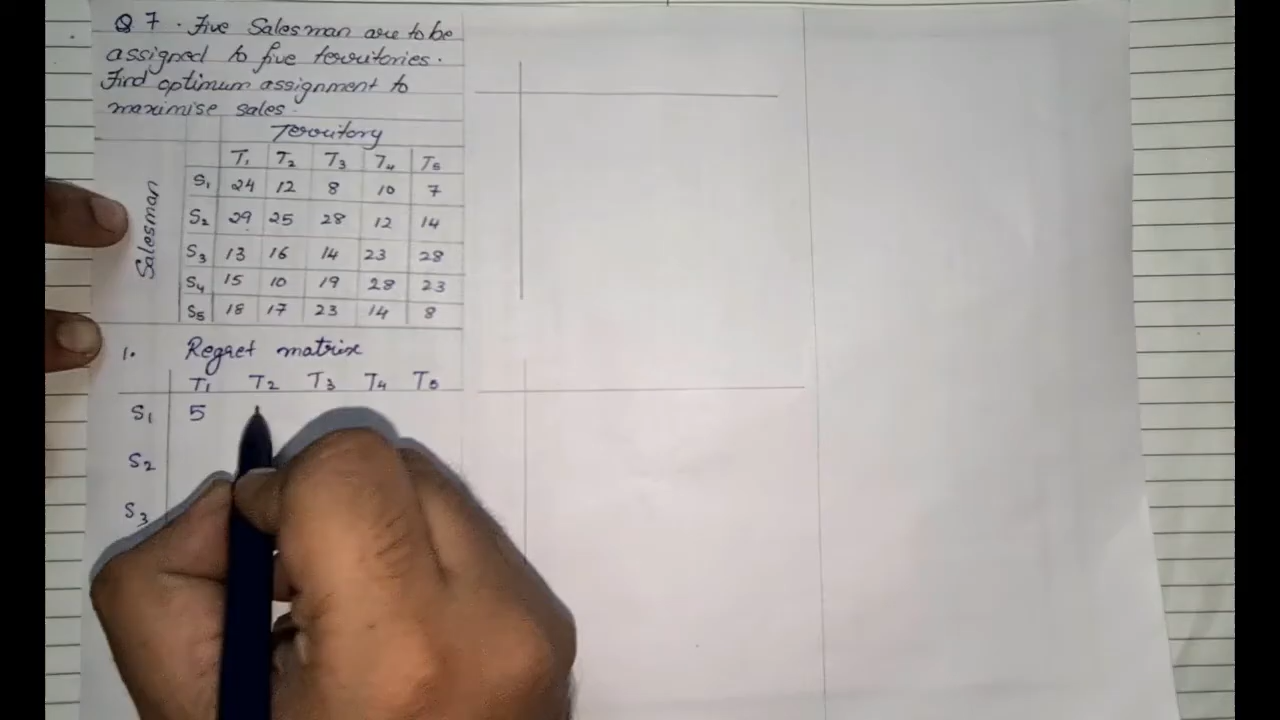 Q 7. Five Salesman are to be
assigned to five territories.
Find optimum assignment to
maximise sales.
Territory
Salesman
T1 T2 T3 T4 T5
S1 24 12 8 10 7
S2 29 25 28 12 14
S3 13 16 14 23 28
S4 15 10 19 28 23
S5 18 17 23 14 8
1. Regret matrix
T1 T2 T3 T4 T5
S1 5
S2
S3